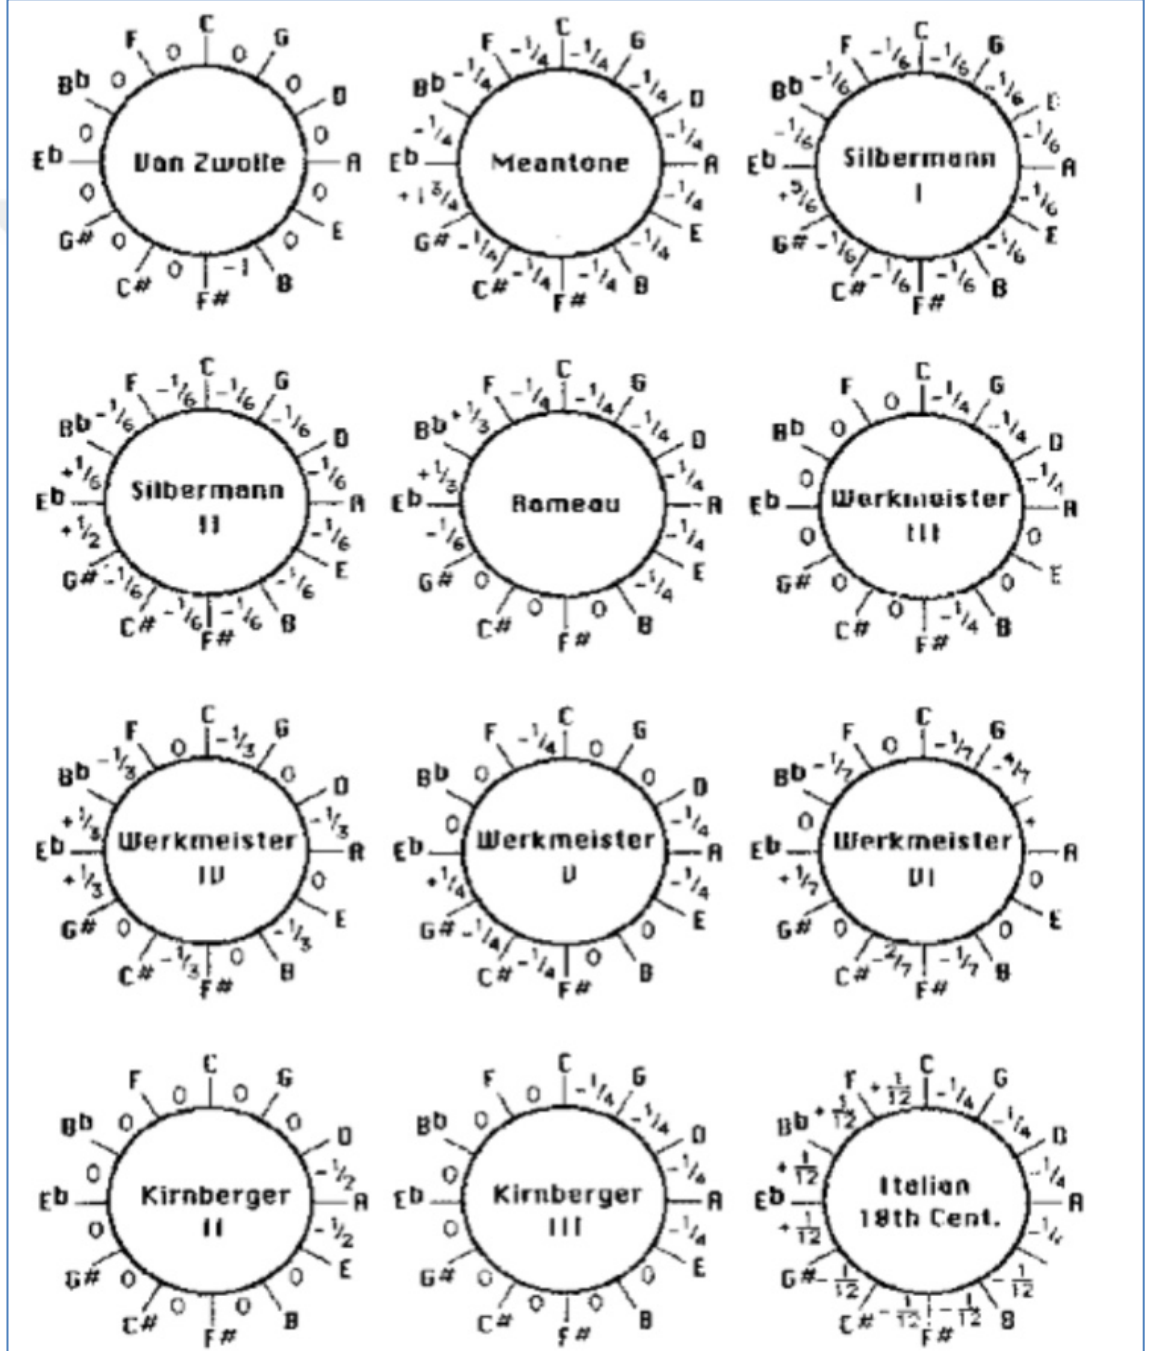 C
F 0 0 G
Bb 0 0 D
0 0
Eb Van Zwolle A
0 0
G# 0 0 E
C# 0 -1 B
F#
C
F -1/4 -1/4 G
Bb -1/4 -1/4 D
-1/4 -1/4
Eb Meantone A
+1 3/4 -1/4
G# -1/4 -1/4 E
C# -1/4 -1/4 B
F#
C
F -1/6 -1/6 G
Bb -1/6 -1/6
-1/6 -1/6
Eb Silbermann A
I
+5/6 -1/6
G# -1/6 -1/6 E
C# -1/6 -1/6 B
F#
C
F -1/6 -1/6 G
Bb -1/6 -1/6 D
+1/6 -1/6
Eb Silbermann A
II
+1/2 -1/6
G# -1/6 -1/6 E
C# -1/6 -1/6 B
F#
C
F -1/4 -1/4 G
Bb +1/3 -1/4 D
+1/3 -1/4
Eb Rameau A
-1/6 -1/4
G# 0 -1/4 E
C# 0 0 B
F#
C
F 0 -1/4 G
Bb 0 -1/4 D
0 -1/4
Eb Werkmeister A
III
0 0
G# 0 0 E
C# 0 -1/4 B
F#
C
F 0 -1/3 G
Bb -1/3 0 D
+1/3 -1/3
Eb Werkmeister A
IV
+1/3 0
G# 0 -1/3 E
C# -1/3 0 B
F#
C
F -1/4 0 G
Bb 0 0 D
0 -1/4
Eb Werkmeister A
V
+1/4 -1/4
G# -1/4 0 E
C# -1/4 0 B
F#
C
F 0 -1/7 G
Bb -1/7
0
Eb Werkmeister A
VI
+1/7 0
G# 0 0 E
C# -2/7 -1/7 B
F#
C
F 0 0 G
Bb 0 0 D
0 -1/2
Eb Kirnberger A
II
0 -1/2
G# 0 0 E
C# 0 0 B
F#
C
F 0 -1/4 G
Bb 0 -1/4 D
0 -1/4
Eb Kirnberger A
III
0 -1/4
G# 0 0 E
C# 0 0 B
F#
C
F +1/12 -1/4 G
Bb +1/12 -1/4 D
+1/12 -1/4
Eb Italian A
18th Cent.
+1/12
G# -1/12 -1/12
C# -1/12 -1/12 B
F#